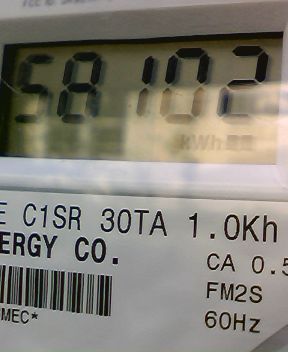 58102
kWh
E C1SR 30TA 1.0Kh
ERGY CO.
CA 0.5
FM2S
MEC*
60Hz